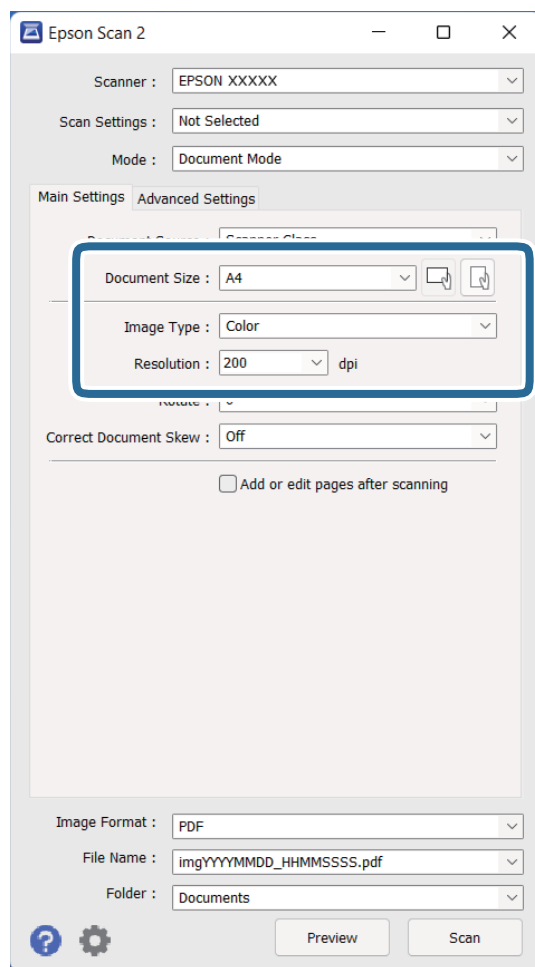 Epson Scan 2
Scanner : EPSON XXXXX
Scan Settings : Not Selected
Mode : Document Mode
Main Settings Advanced Settings
Document Size : A4
Image Type : Color
Resolution : 200 dpi
Correct Document Skew : Off
Add or edit pages after scanning
Image Format : PDF
File Name : imgYYYYMMDD_HHMMSSSS.pdf
Folder : Documents
? Preview Scan